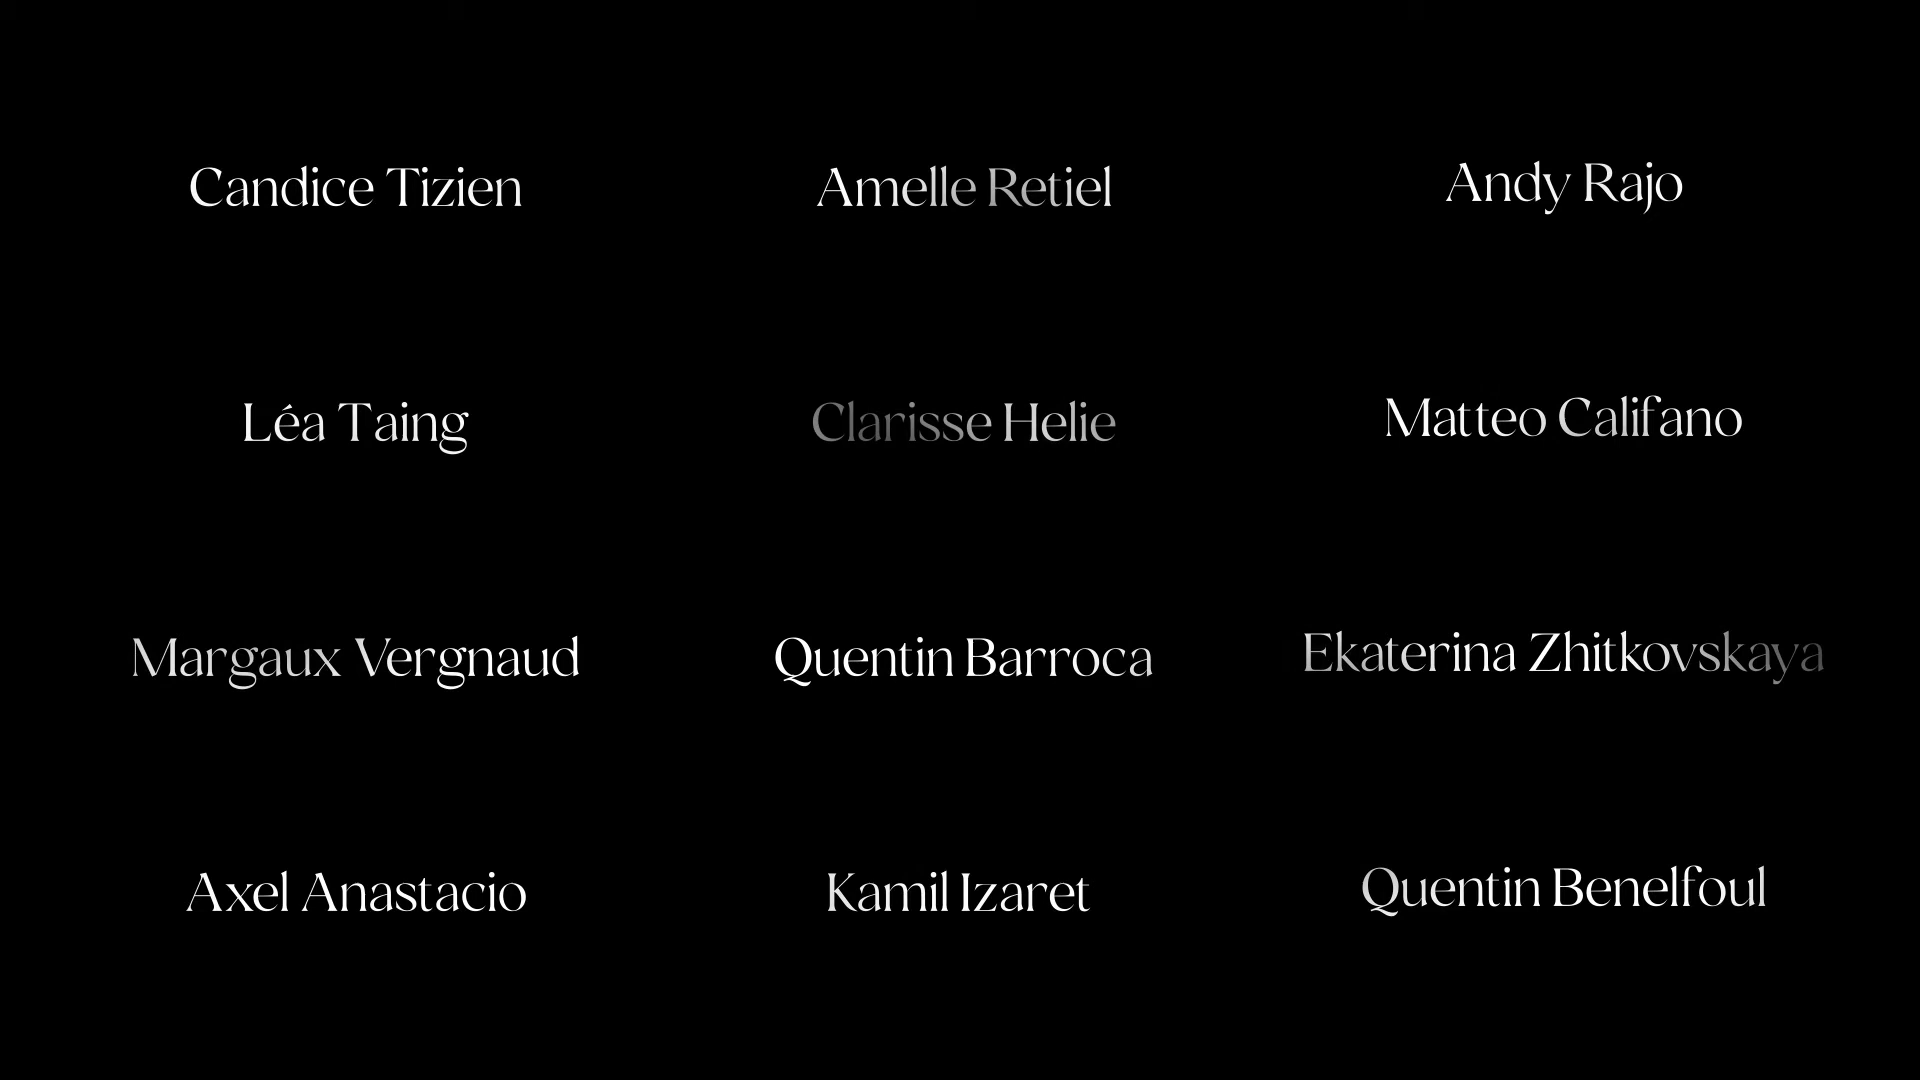 Candice Tizien
Amelle Retiel
Andy Rajo
Léa Taing
Clarisse Helie
Matteo Califano
Margaux Vergnaud
Quentin Barroca
Ekaterina Zhitkovskaya
Axel Anastacio
Kamil Izaret
Quentin Benelfoul